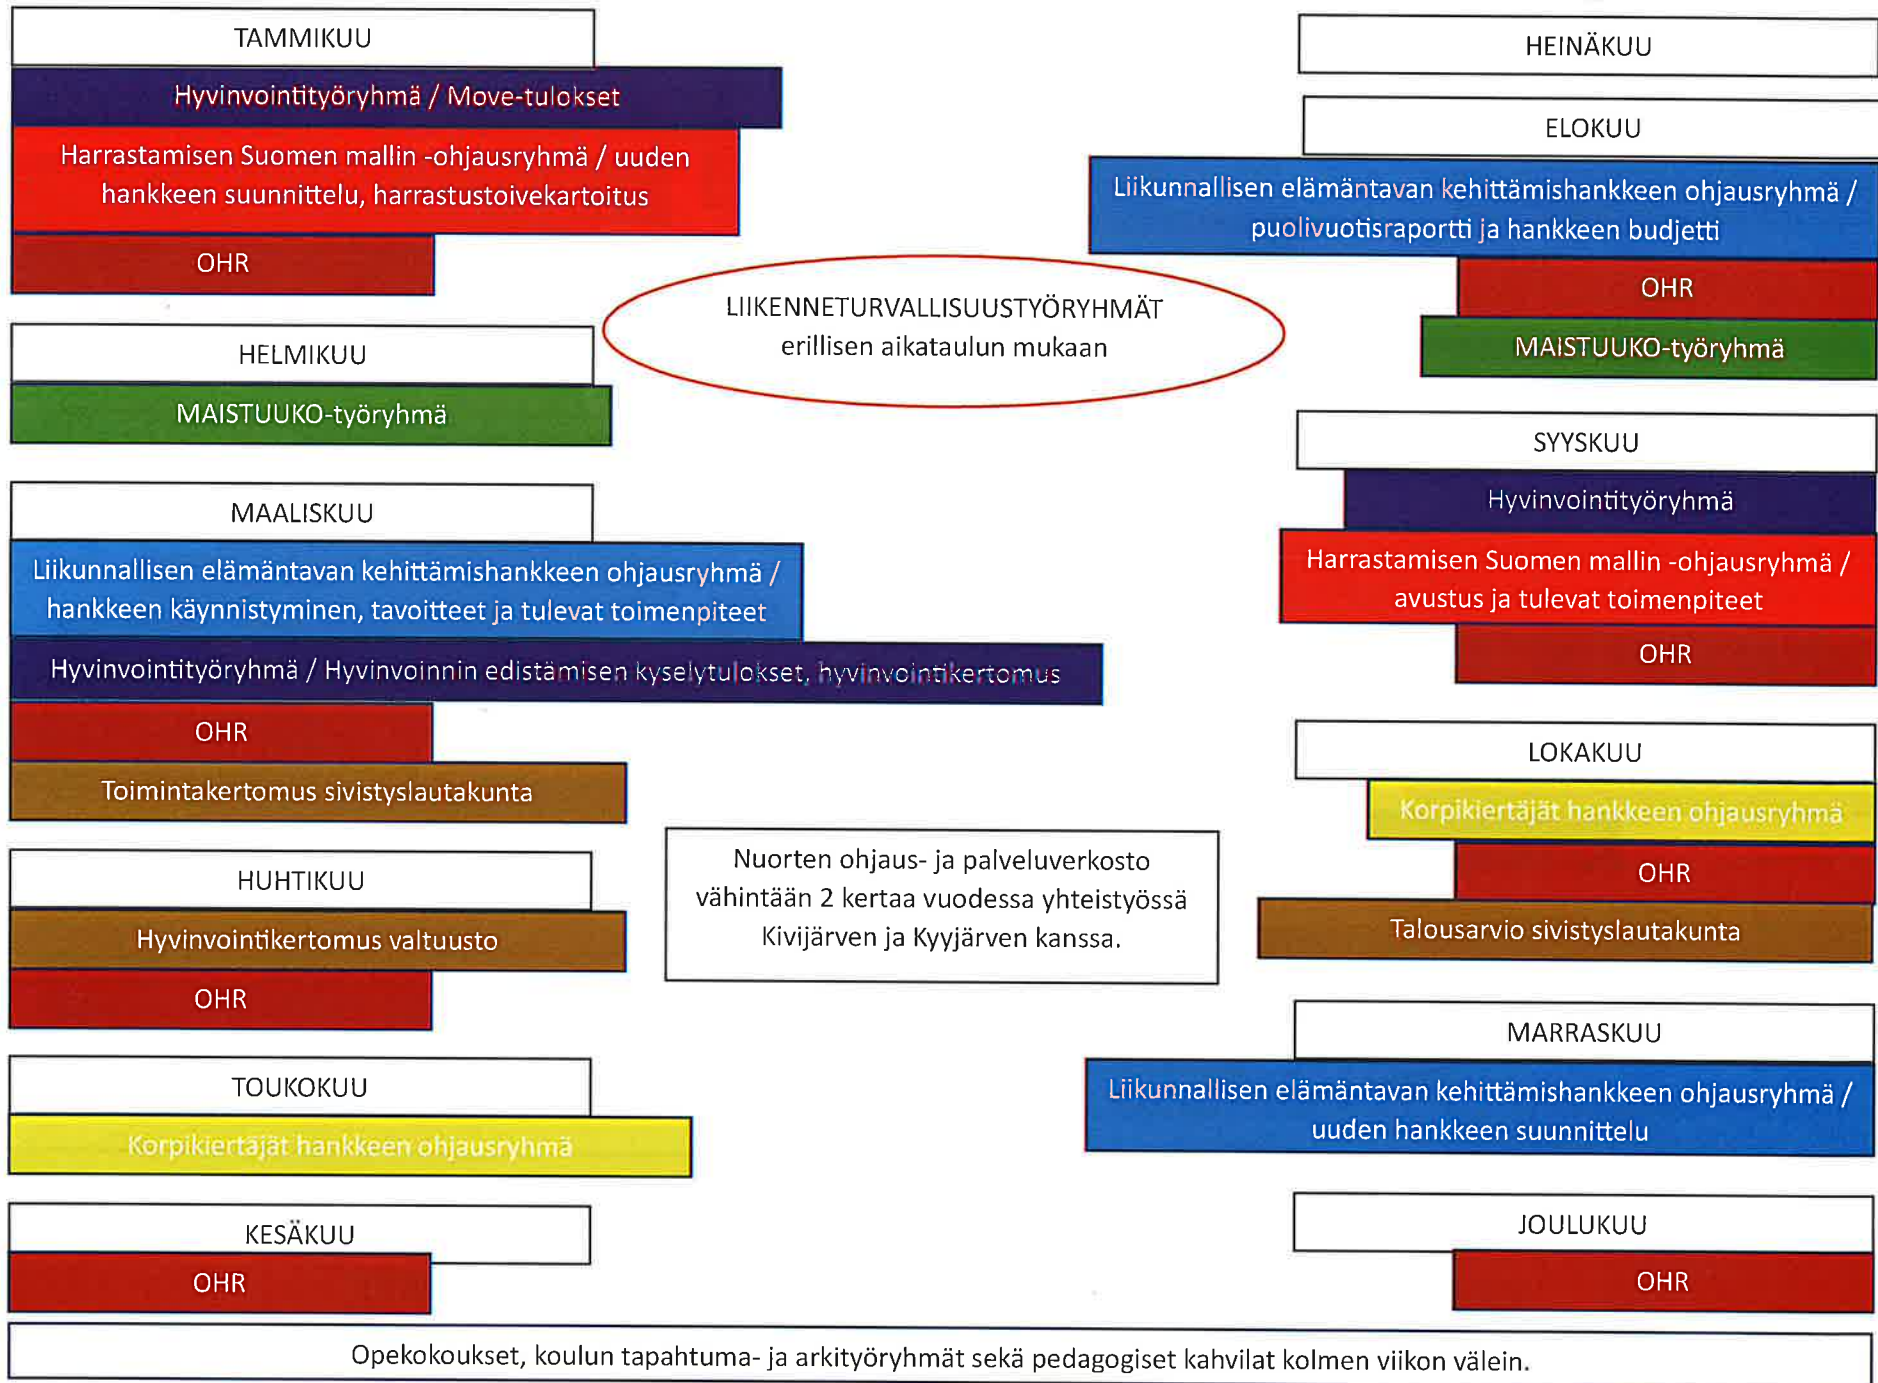 TAMMIKUU
Hyvinvointityöryhmä / Move-tulokset
Harrastamisen Suomen mallin -ohjausryhmä / uuden
hankkeen suunnittelu, harrastustoivekartoitus
OHR
HELMIKUU
MAISTUUKO-työryhmä
MAALISKUU
Liikunnallisen elämäntavan kehittämishankkeen ohjausryhmä /
hankkeen käynnistyminen, tavoitteet ja tulevat toimenpiteet
Hyvinvointityöryhmä / Hyvinvoinnin edistämisen kyselytulokset, hyvinvointikertomus
OHR
Toimintakertomus sivistyslautakunta
HUHTIKUU
Hyvinvointikertomus valtuusto
OHR
TOUKOKUU
Korpikiertäjät hankkeen ohjausryhmä
KESÄKUU
OHR
LIIKENNETURVALLISUUSTYÖRYHMÄT
erillisen aikataulun mukaan
Nuorten ohjaus- ja palveluverkosto
vähintään 2 kertaa vuodessa yhteistyössä
Kivijärven ja Kyyjärven kanssa.
HEINÄKUU
ELOKUU
Liikunnallisen elämäntavan kehittämishankkeen ohjausryhmä /
puolivuotisraportti ja hankkeen budjetti
OHR
MAISTUUKO-työryhmä
SYYSKUU
Hyvinvointityöryhmä
Harrastamisen Suomen mallin -ohjausryhmä /
avustus ja tulevat toimenpiteet
OHR
LOKAKUU
Korpikiertäjät hankkeen ohjausryhmä
OHR
Talousarvio sivistyslautakunta
MARRASKUU
Liikunnallisen elämäntavan kehittämishankkeen ohjausryhmä /
uuden hankkeen suunnittelu
JOULUKUU
OHR
Opekokoukset, koulun tapahtuma- ja arkityöryhmät sekä pedagogiset kahvilat kolmen viikon välein.